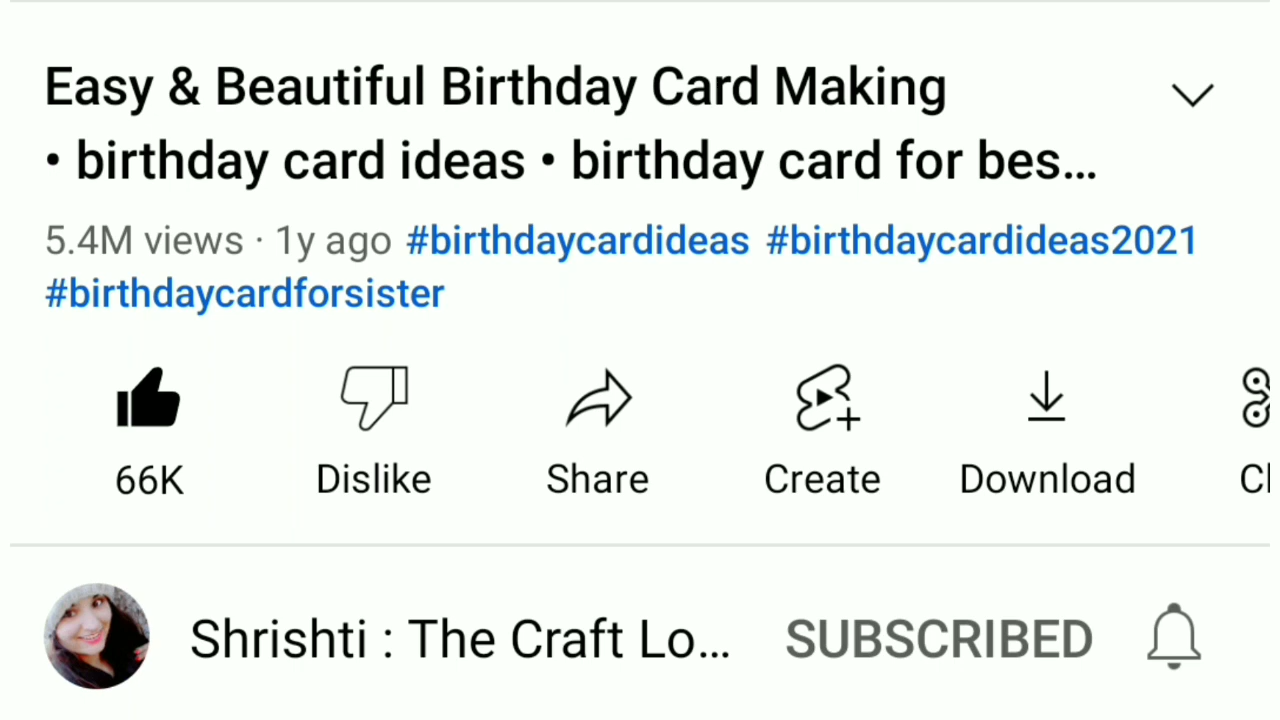 Easy & Beautiful Birthday Card Making
• birthday card ideas • birthday card for bes...
5.4M views · 1y ago #birthdaycardideas #birthdaycardideas2021
#birthdaycardforsister
66K Dislike Share Create Download Cl
Shrishti : The Craft Lo... SUBSCRIBED